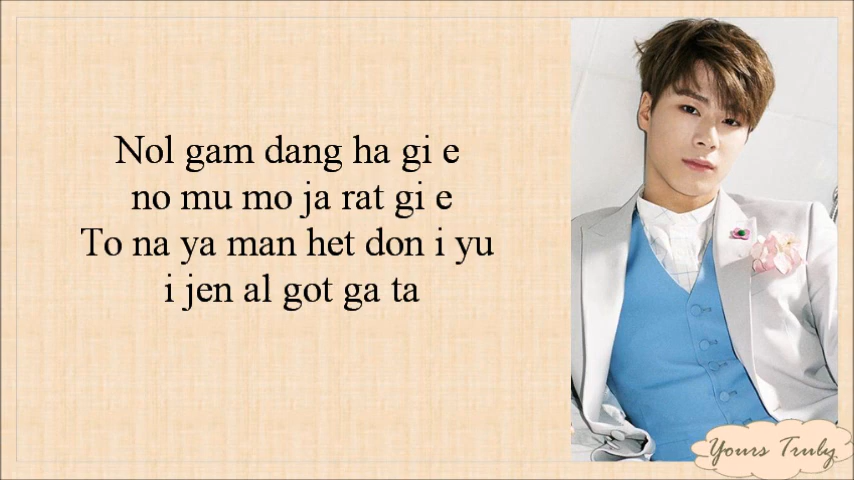 Nol gam dang ha gi e
no mu mo ja rat gi e
To na ya man het don i yu
i jen al got ga ta
Yours Truly